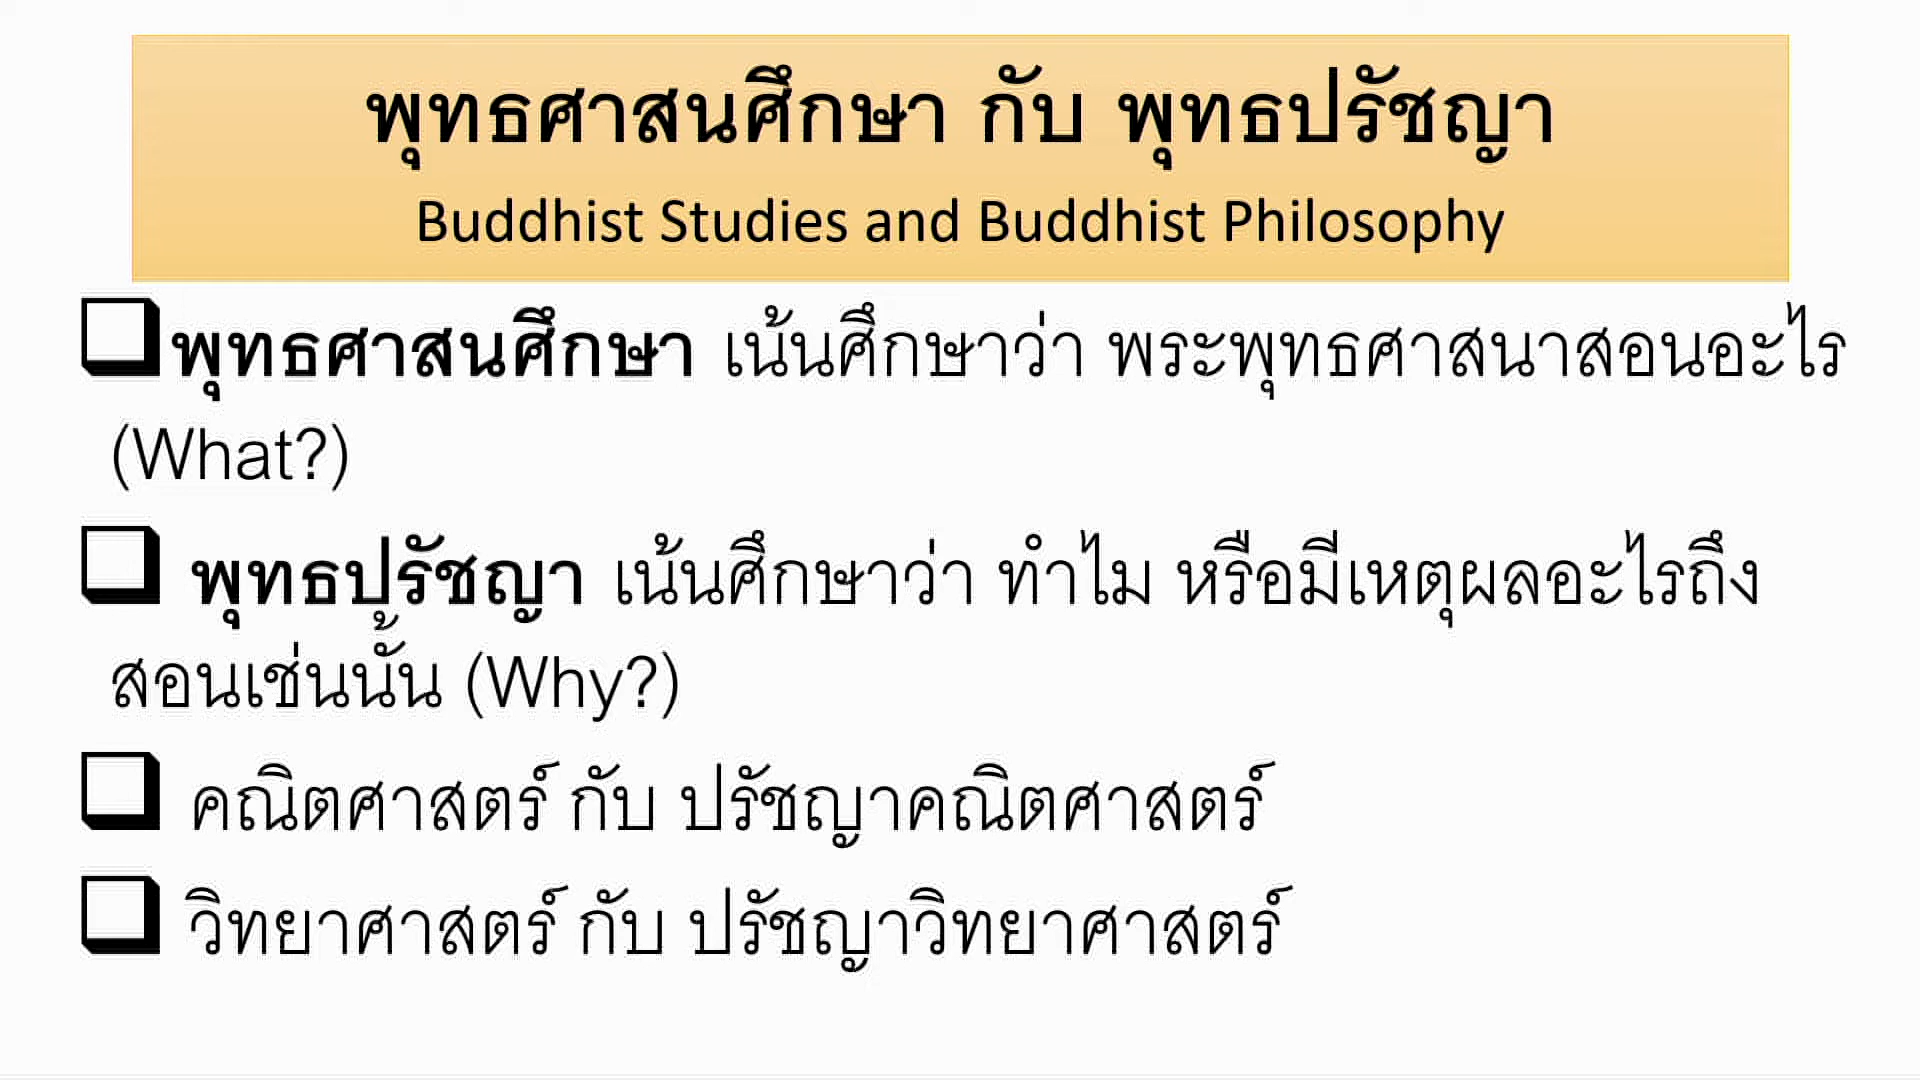 พุทธศาสนศึกษา กับ พุทธปรัชญา
Buddhist Studies and Buddhist Philosophy
พุทธศาสนศึกษา เน้นศึกษาว่า พระพุทธศาสนาสอนอะไร
(What?)
พุทธปรัชญา เน้นศึกษาว่า ทำไม หรือมีเหตุผลอะไรถึง
สอนเช่นนั้้น (Why?)
คณิตศาสตร์ กับ ปรัชญาคณิตศาสตร์
วิทยาศาสตร์ กับ ปรัชญาวิทยาศาสตร์